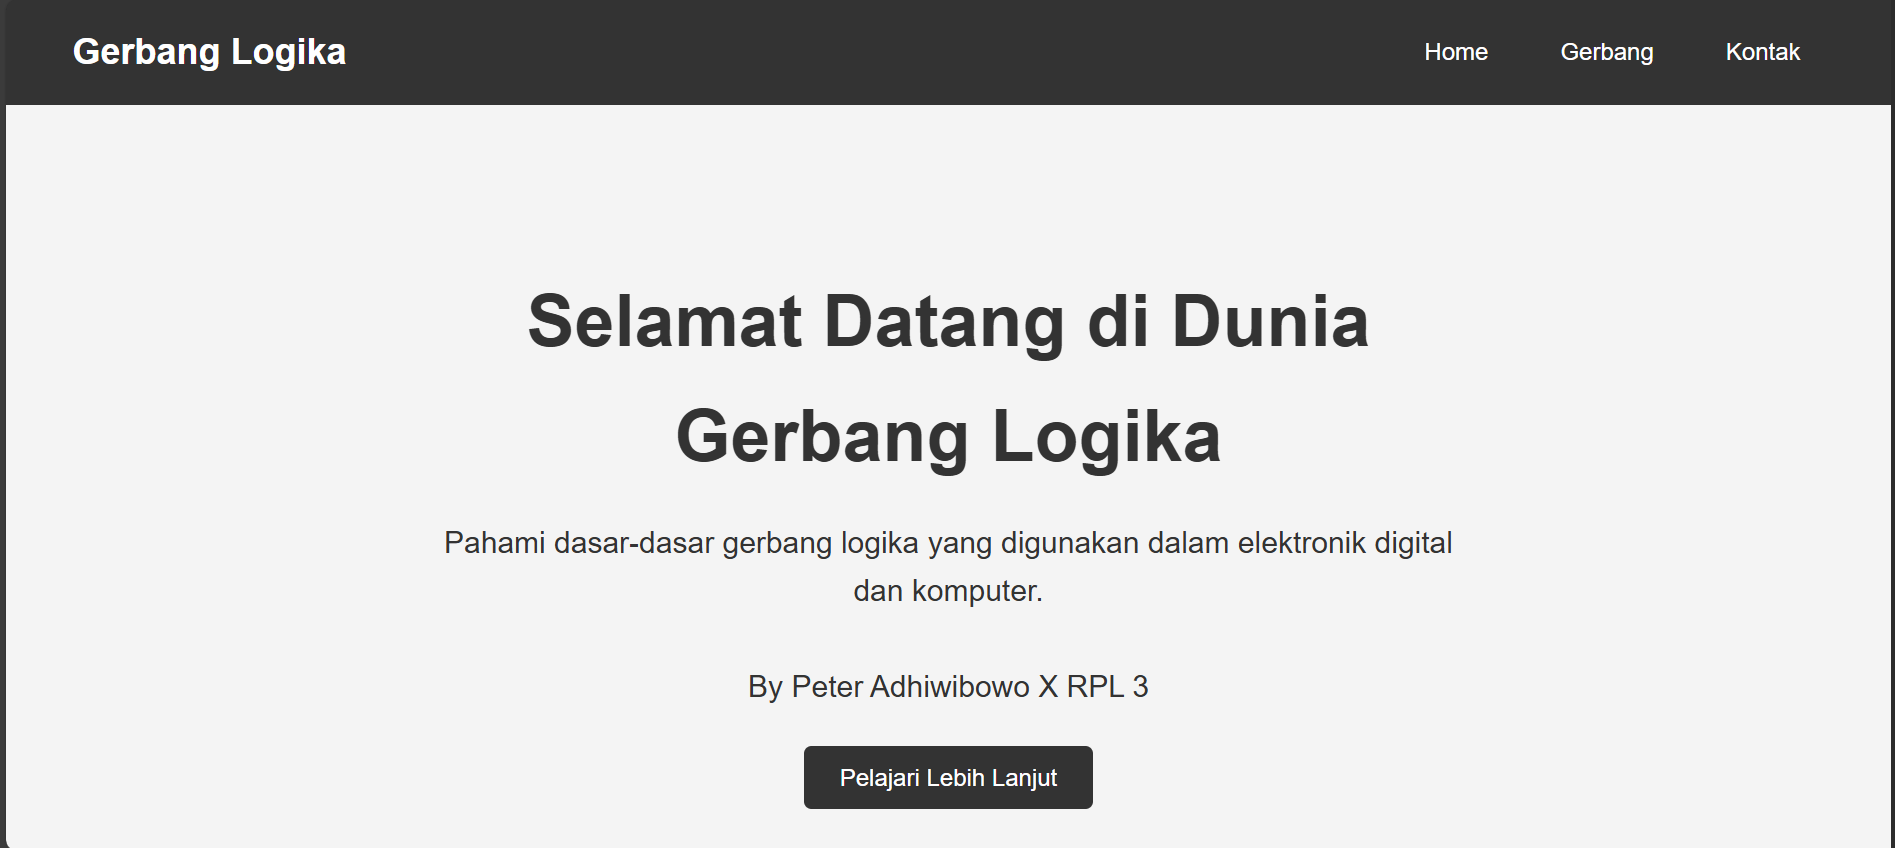 Gerbang Logika
Home
Gerbang
Kontak
Selamat Datang di Dunia
Gerbang Logika
Pahami dasar-dasar gerbang logika yang digunakan dalam elektronik digital
dan komputer.
By Peter Adhiwibowo X RPL 3
Pelajari Lebih Lanjut